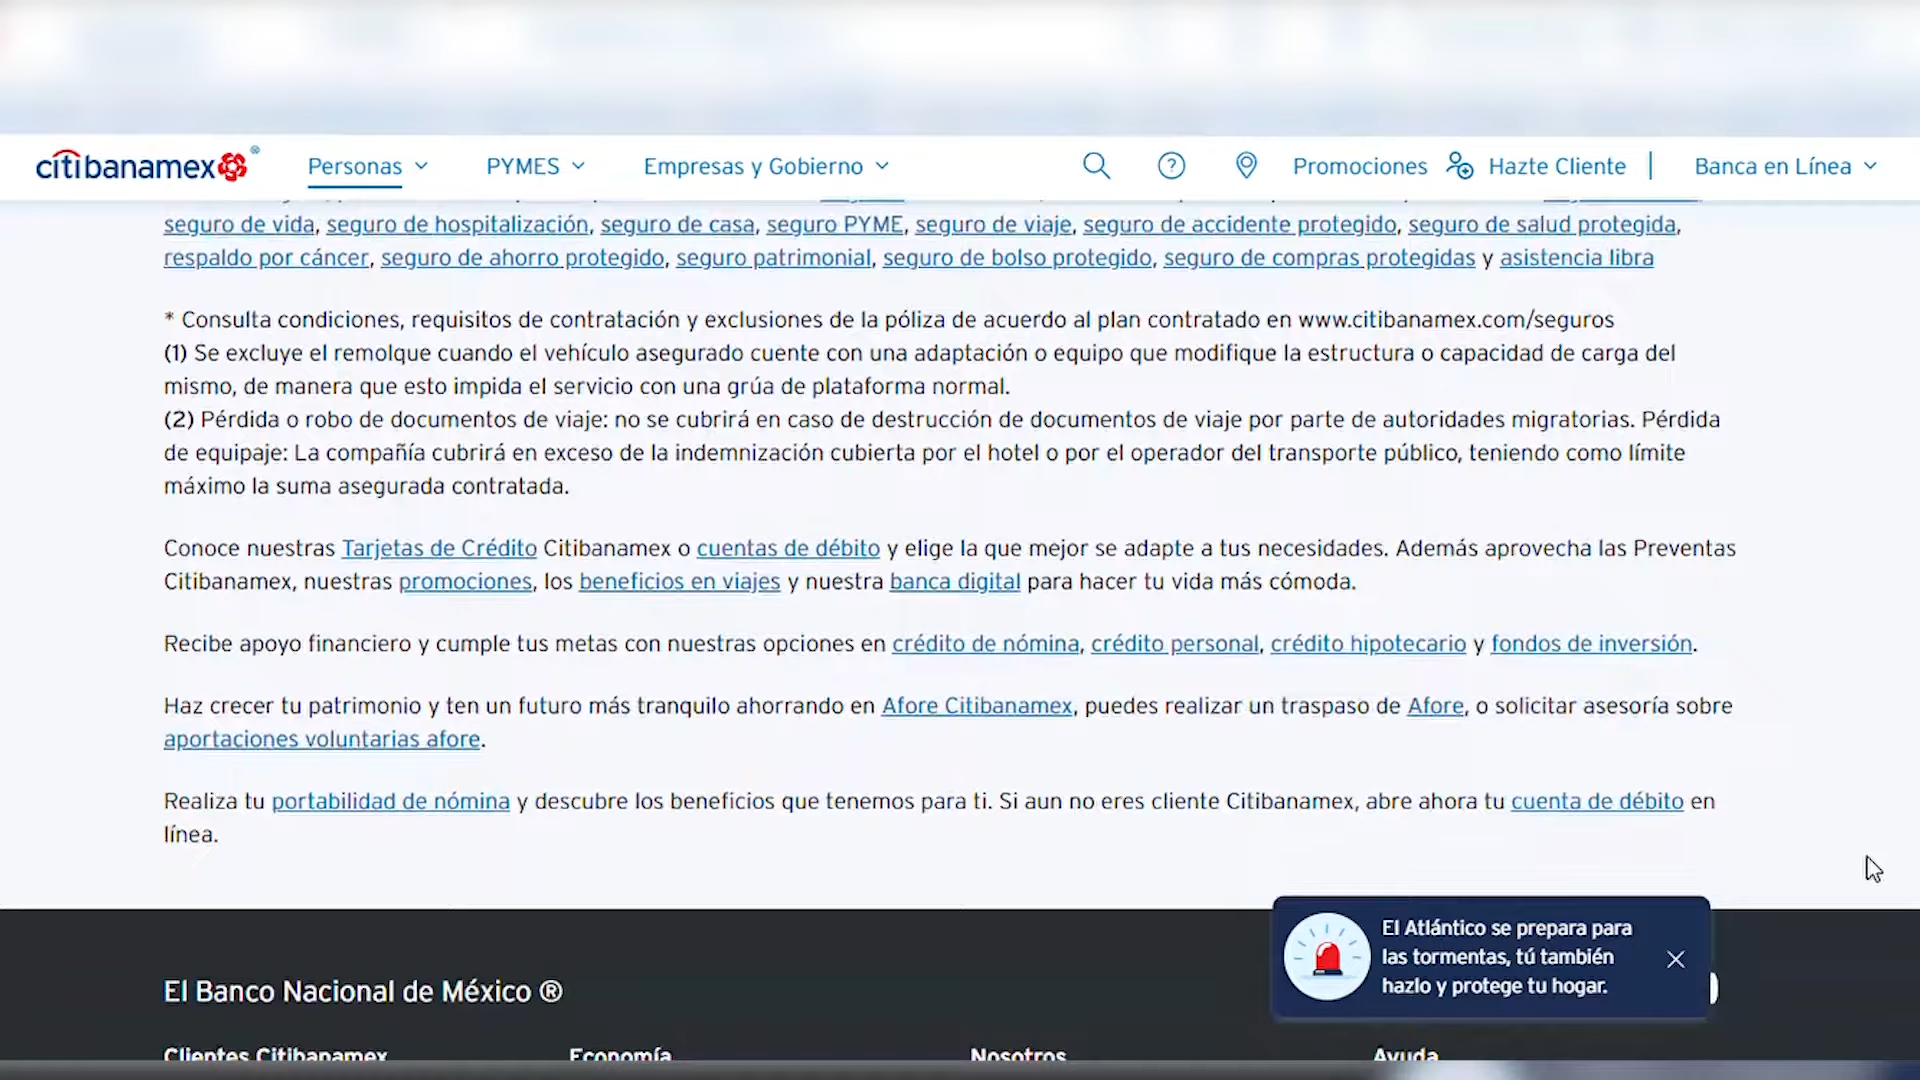 citibanamex®
Personas
PYMES
Empresas y Gobierno
Promociones
Hazte Cliente
Banca en Línea
seguro de vida, seguro de hospitalización, seguro de casa, seguro PYME, seguro de viaje, seguro de accidente protegido, seguro de salud protegida,
respaldo por cáncer, seguro de ahorro protegido, seguro patrimonial, seguro de bolso protegido, seguro de compras protegidas y asistencia libra
* Consulta condiciones, requisitos de contratación y exclusiones de la póliza de acuerdo al plan contratado en www.citibanamex.com/seguros
(1) Se excluye el remolque cuando el vehículo asegurado cuente con una adaptación o equipo que modifique la estructura o capacidad de carga del
mismo, de manera que esto impida el servicio con una grúa de plataforma normal.
(2) Pérdida o robo de documentos de viaje: no se cubrirá en caso de destrucción de documentos de viaje por parte de autoridades migratorias. Pérdida
de equipaje: La compañía cubrirá en exceso de la indemnización cubierta por el hotel o por el operador del transporte público, teniendo como límite
máximo la suma asegurada contratada.
Conoce nuestras Tarjetas de Crédito Citibanamex o cuentas de débito y elige la que mejor se adapte a tus necesidades. Además aprovecha las Preventas
Citibanamex, nuestras promociones, los beneficios en viajes y nuestra banca digital para hacer tu vida más cómoda.
Recibe apoyo financiero y cumple tus metas con nuestras opciones en crédito de nómina, crédito personal, crédito hipotecario y fondos de inversión.
Haz crecer tu patrimonio y ten un futuro más tranquilo ahorrando en Afore Citibanamex, puedes realizar un traspaso de Afore, o solicitar asesoría sobre
aportaciones voluntarias afore.
Realiza tu portabilidad de nómina y descubre los beneficios que tenemos para ti. Si aun no eres cliente Citibanamex, abre ahora tu cuenta de débito en
línea.
El Atlántico se prepara para
las tormentas, tú también
hazlo y protege tu hogar.
El Banco Nacional de México ®
Clientes Citibanamex
Economía
Nosotros
Ayuda